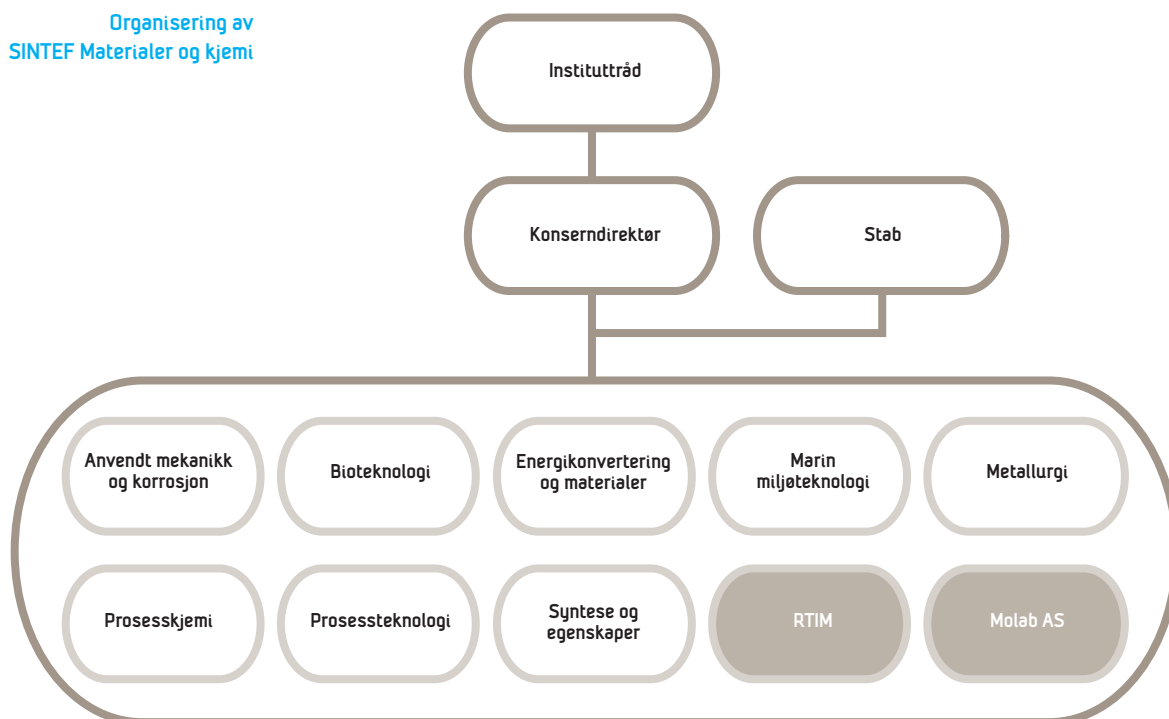 Organisering av
SINTEF Materialer og kjemi
Instituttråd
Konserndirektør
Stab
Anvendt mekanikk
og korrosjon
Bioteknologi
Energikonvertering
og materialer
Marin
miljøteknologi
Metallurgi
Prosesskjemi
Prosessteknologi
Syntese og
egenskaper
RTIM
Molab AS